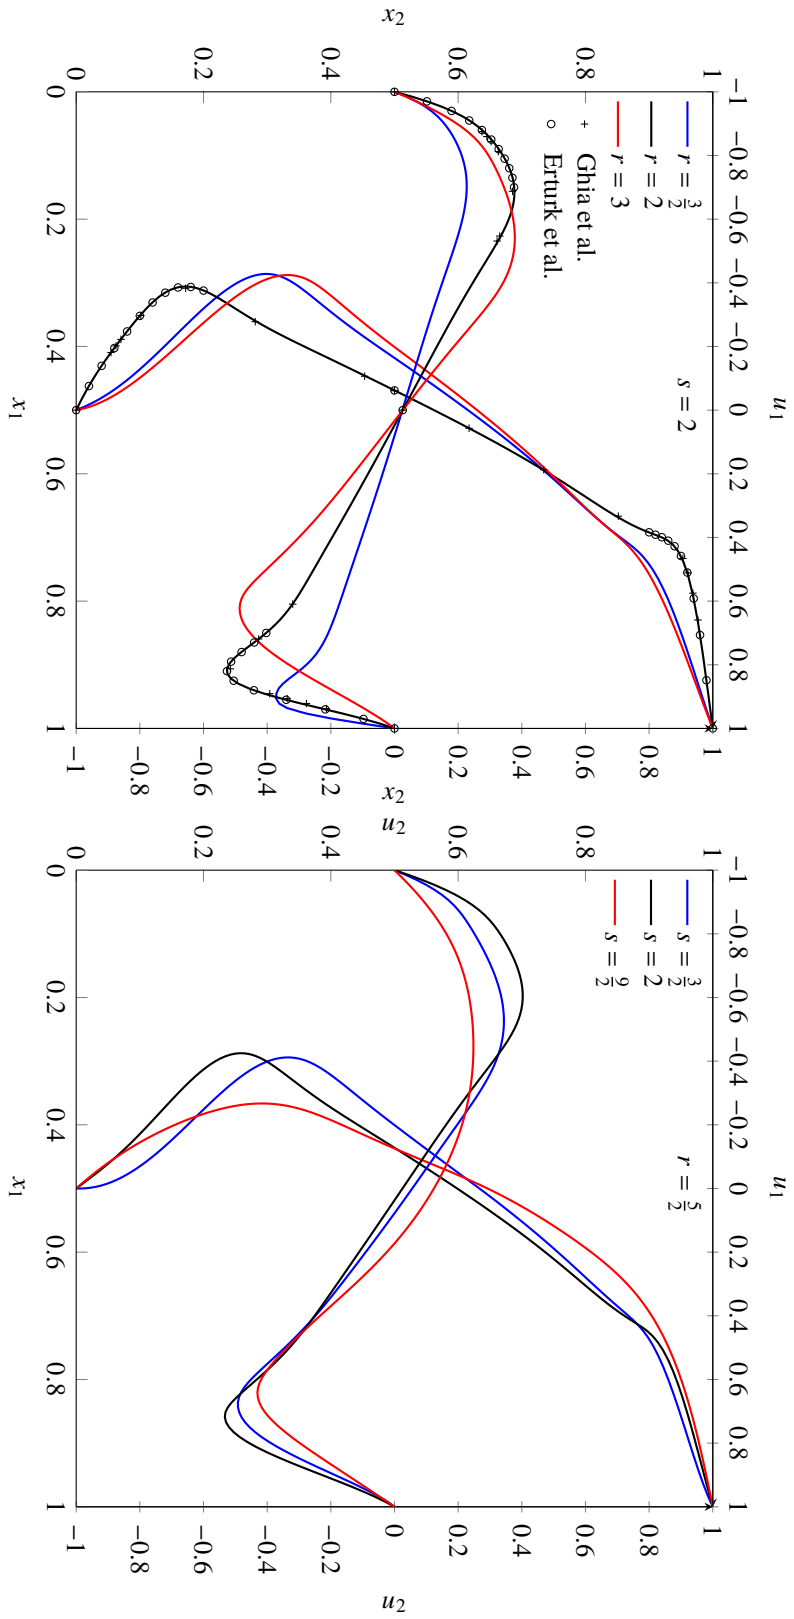 u₁
−1 −0.8 −0.6 −0.4 −0.2 0 0.2 0.4 0.6 0.8 1
x₂
0 0.2 0.4 0.6 0.8 1
r = 3/2
r = 2
r = 3
Ghia et al.
Erturk et al.
s = 2
0 0.2 0.4 0.6 0.8 1
x₁
−1 −0.8 −0.6 −0.4 −0.2 0 0.2 0.4 0.6 0.8 1
u₂
u₁
−1 −0.8 −0.6 −0.4 −0.2 0 0.2 0.4 0.6 0.8 1
x₂
0 0.2 0.4 0.6 0.8 1
s = 3/2
s = 2
s = 9/2
r = 5/2
0 0.2 0.4 0.6 0.8 1
x₁
−1 −0.8 −0.6 −0.4 −0.2 0 0.2 0.4 0.6 0.8 1
u₂